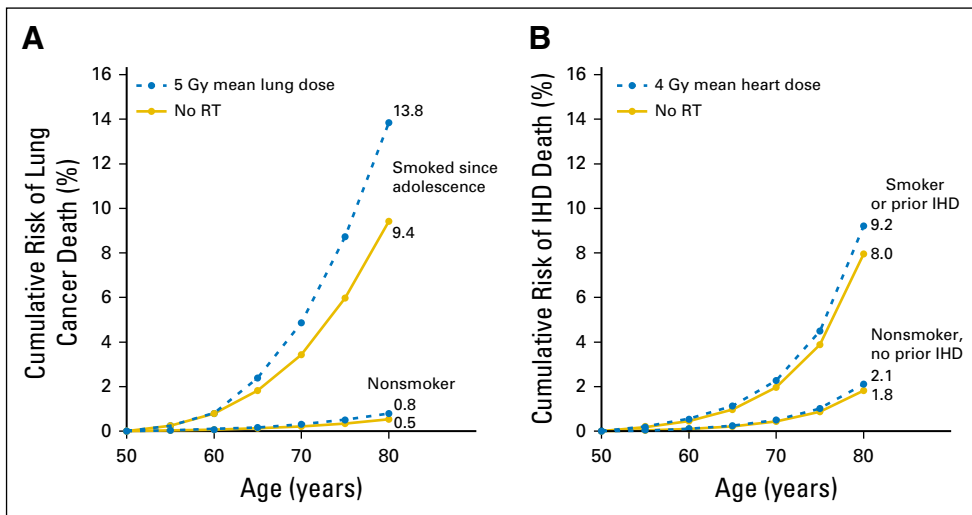 A
Cumulative Risk of Lung
Cancer Death (%)
16
14
12
10
8
6
4
2
0
5 Gy mean lung dose
No RT
13.8
Smoked since
adolescence
9.4
Nonsmoker
0.8
0.5
50
60
70
80
Age (years)
B
Cumulative Risk of IHD Death (%)
16
14
12
10
8
6
4
2
0
4 Gy mean heart dose
No RT
Smoker
or prior IHD
9.2
8.0
Nonsmoker,
no prior IHD
2.1
1.8
50
60
70
80
Age (years)